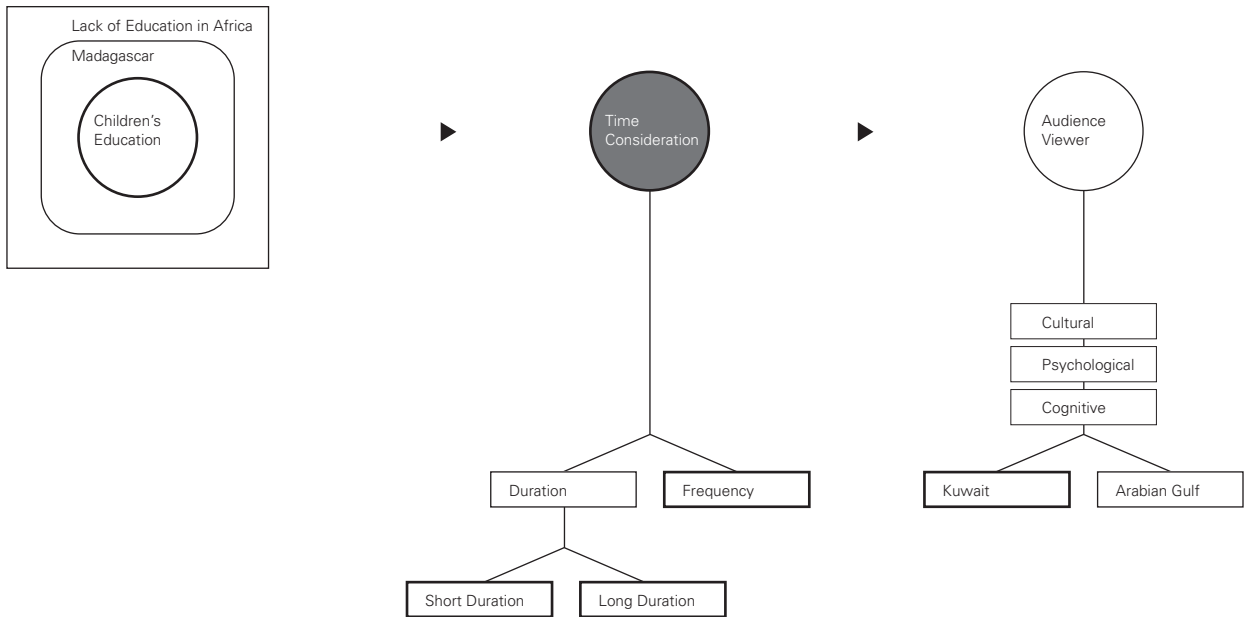 Lack of Education in Africa
Madagascar
Children's
Education
Time
Consideration
Audience
Viewer
Cultural
Psychological
Cognitive
Duration
Frequency
Kuwait
Arabian Gulf
Short Duration
Long Duration